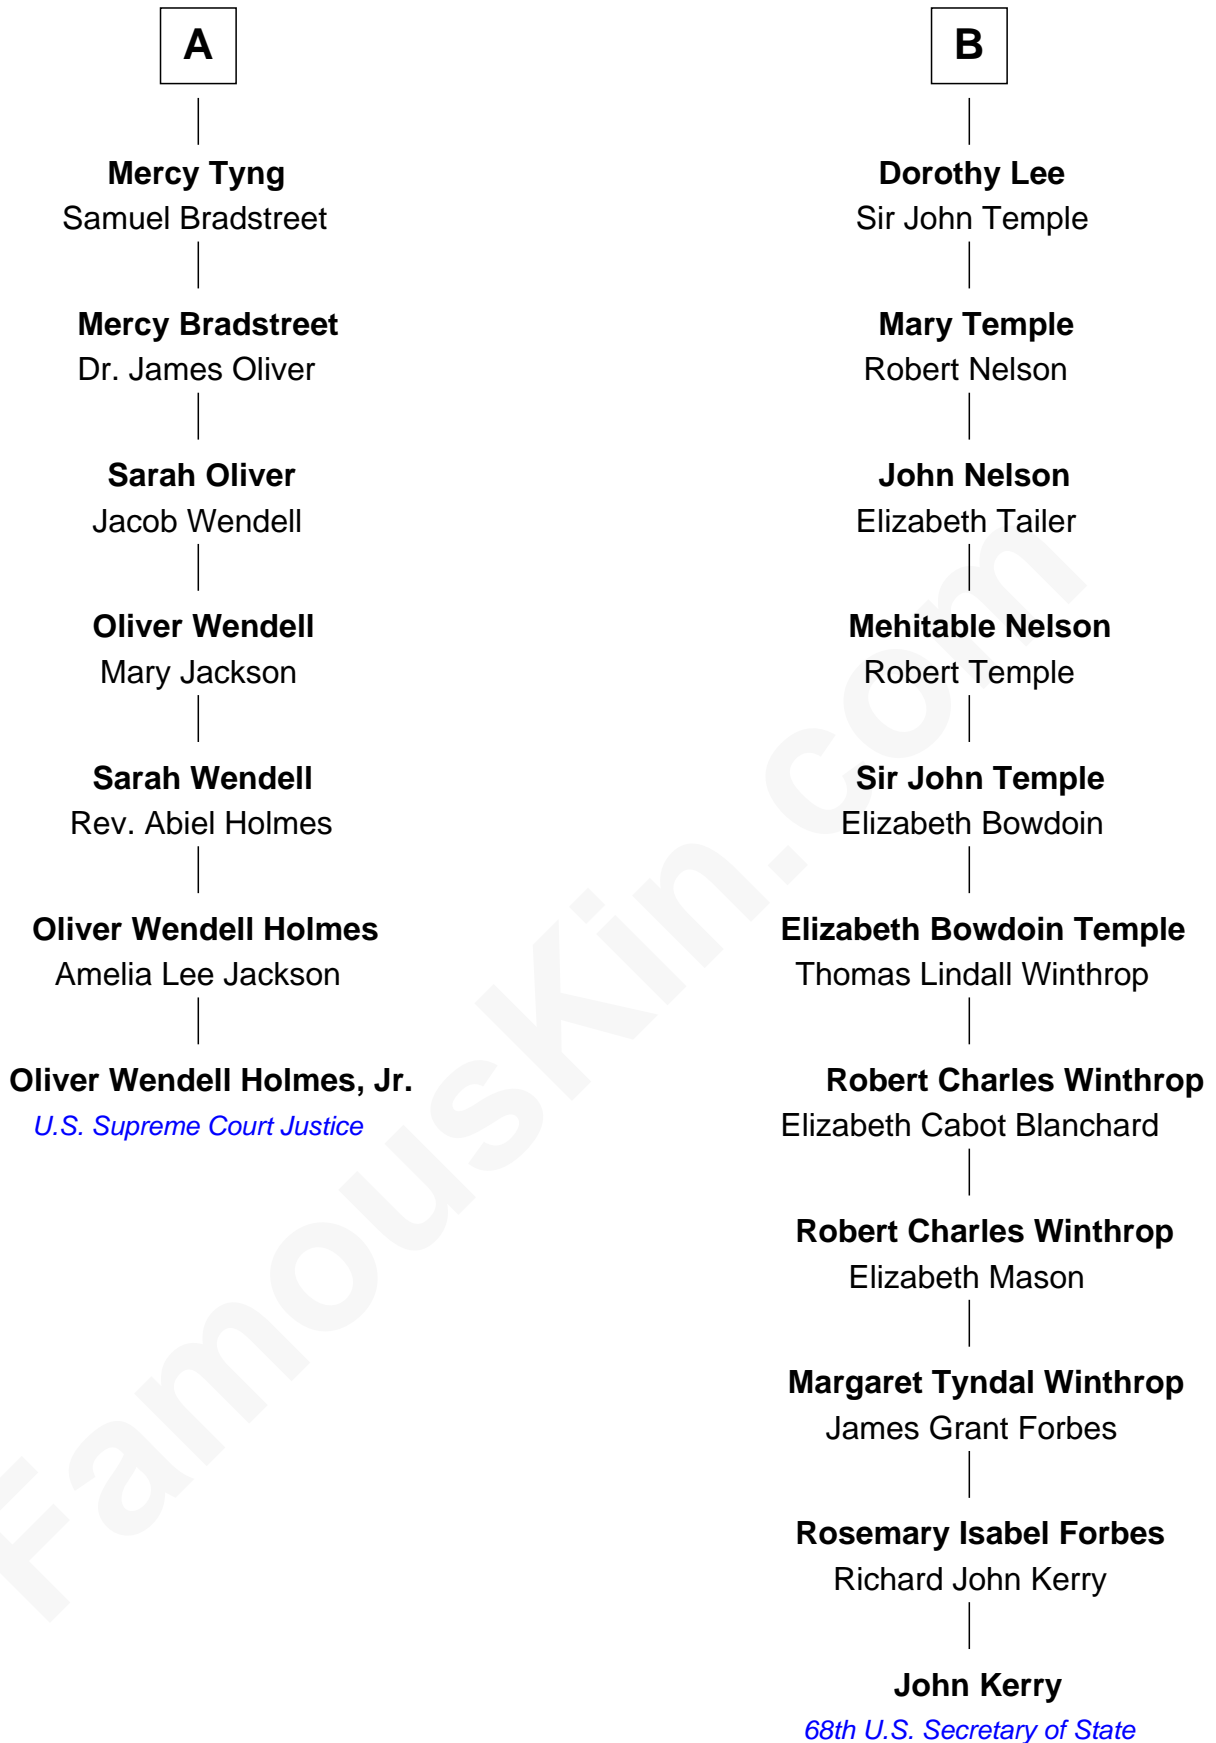 A
Mercy Tyng
Samuel Bradstreet
Mercy Bradstreet
Dr. James Oliver
Sarah Oliver
Jacob Wendell
Oliver Wendell
Mary Jackson
Sarah Wendell
Rev. Abiel Holmes
Oliver Wendell Holmes
Amelia Lee Jackson
Oliver Wendell Holmes, Jr.
U.S. Supreme Court Justice
B
Dorothy Lee
Sir John Temple
Mary Temple
Robert Nelson
John Nelson
Elizabeth Tailer
Mehitable Nelson
Robert Temple
Sir John Temple
Elizabeth Bowdoin
Elizabeth Bowdoin Temple
Thomas Lindall Winthrop
Robert Charles Winthrop
Elizabeth Cabot Blanchard
Robert Charles Winthrop
Elizabeth Mason
Margaret Tyndal Winthrop
James Grant Forbes
Rosemary Isabel Forbes
Richard John Kerry
John Kerry
68th U.S. Secretary of State
FamousKin.com